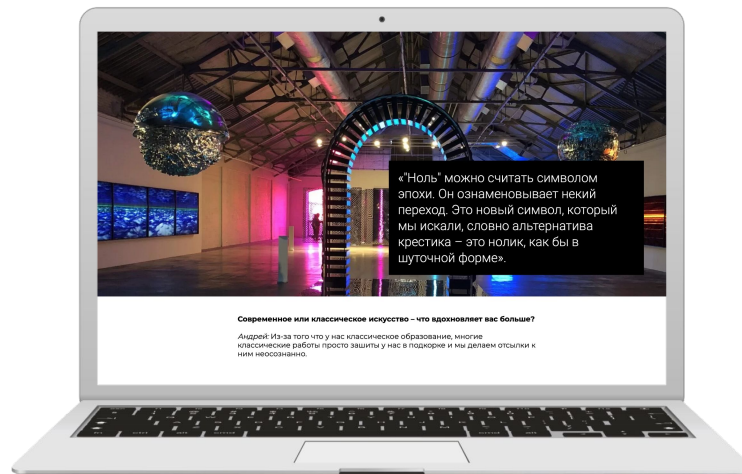 «"Ноль" можно считать символом
эпохи. Он ознаменовывает некий
переход. Это новый символ, который
мы искали, словно альтернатива
крестика – это нолик, как бы в
шуточной форме».
Современное или классическое искусство – что вдохновляет вас больше?
Андрей: Из-за того что у нас классическое образование, многие
классические работы просто зашиты у нас в подкорке и мы делаем отсылки к
ним неосознанно.